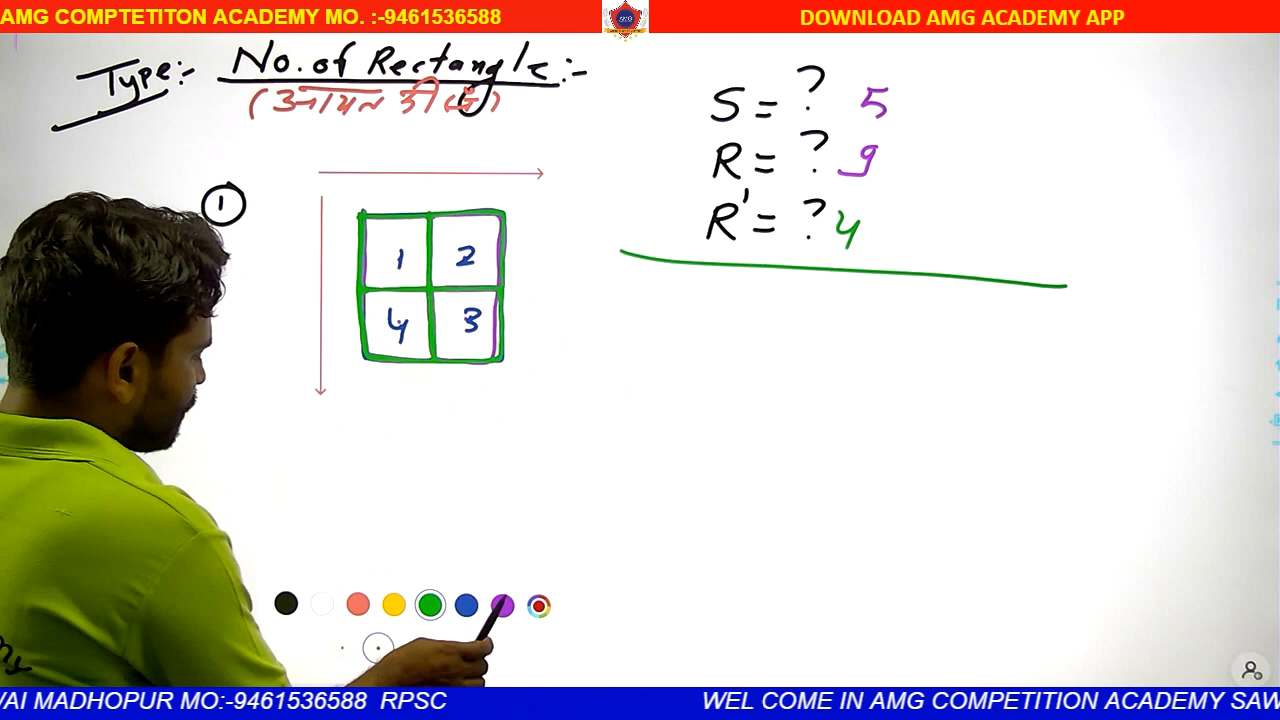 AMG COMPTETITON ACADEMY MO. :-9461536588
DOWNLOAD AMG ACADEMY APP
Type:- No. of Rectangle:-
(आयत की सं)
S = ? 5
R = ? 9
R' = ? 4
1
1 2
4 3
WAI MADHOPUR MO:-9461536588 RPSC
WEL COME IN AMG COMPETITION ACADEMY SAW